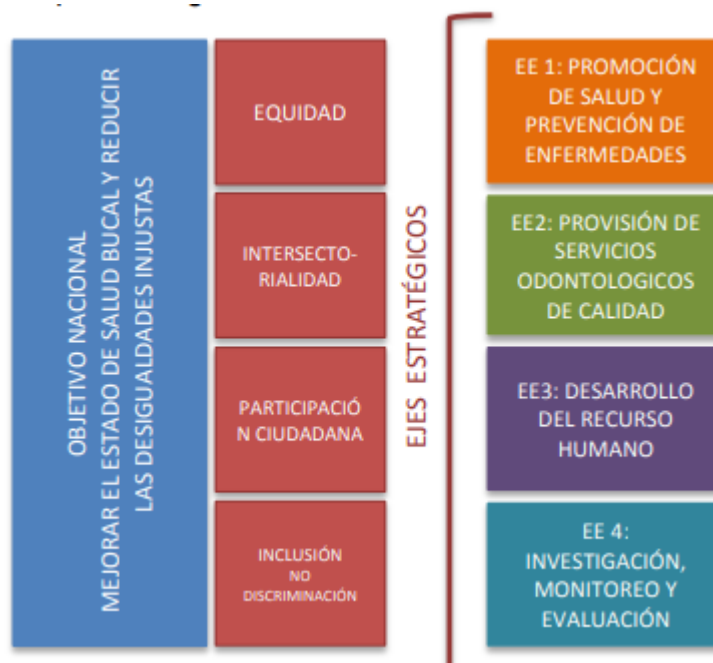 OBJETIVO NACIONAL
MEJORAR EL ESTADO DE SALUD BUCAL Y REDUCIR
LAS DESIGUALDADES INJUSTAS
EQUIDAD
INTERSECTO-
RIALIDAD
PARTICIPACIÓ
N CIUDADANA
INCLUSIÓN
NO
DISCRIMINACIÓN
EJES ESTRATÉGICOS
EE 1: PROMOCIÓN
DE SALUD Y
PREVENCIÓN DE
ENFERMEDADES
EE2: PROVISIÓN DE
SERVICIOS
ODONTOLOGICOS
DE CALIDAD
EE3: DESARROLLO
DEL RECURSO
HUMANO
EE 4:
INVESTIGACIÓN,
MONITOREO Y
EVALUACIÓN